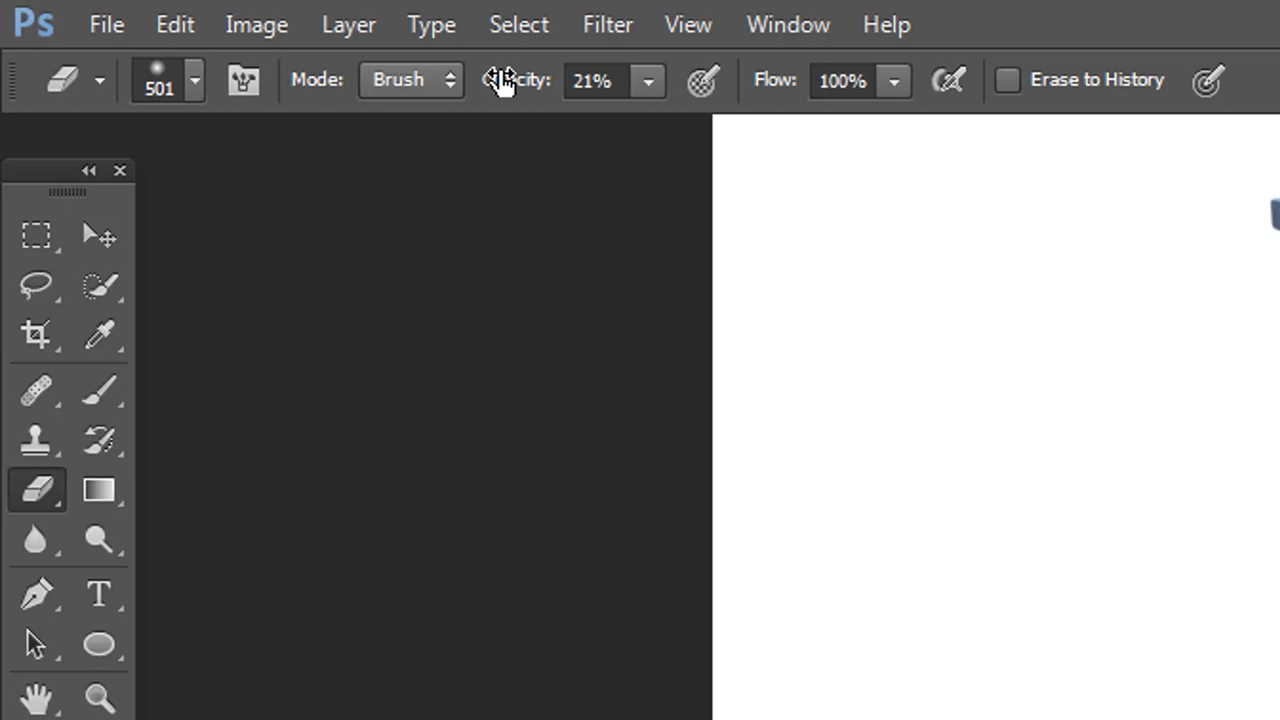 Ps File Edit Image Layer Type Select Filter View Window Help
501 Mode: Brush city: 21% Flow: 100% Erase to History
T